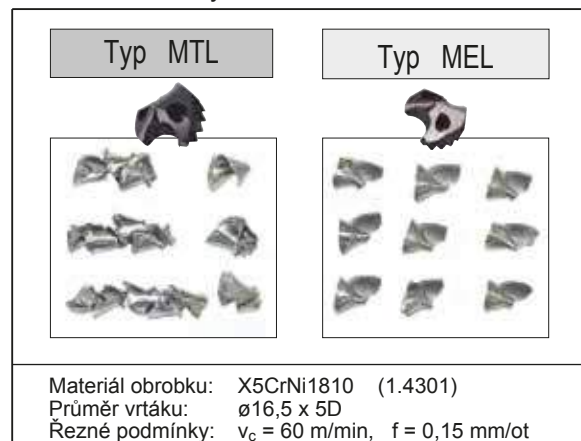 Typ MTL
Typ MEL
Materiál obrobku: X5CrNi1810 (1.4301)
Průměr vrtáku: ø16,5 x 5D
Řezné podmínky: vc = 60 m/min, f = 0,15 mm/ot